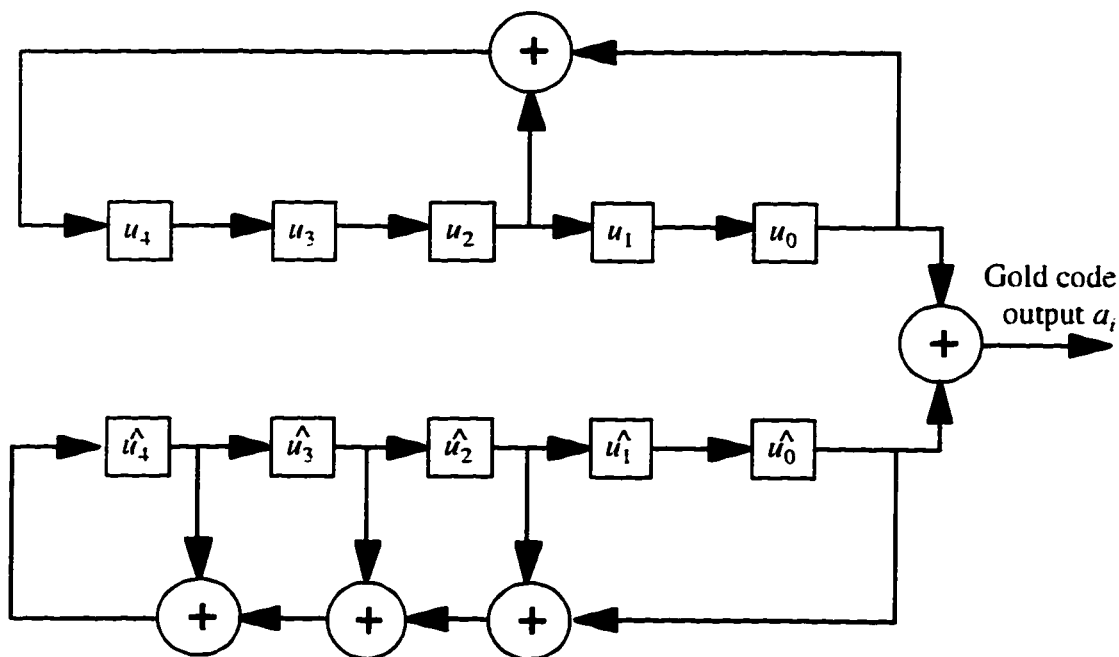 +
u₄ u₃ u₂ u₁ u₀
Gold code
output aᵢ
+
û₄ û₃ û₂ û₁ û₀
+ + +